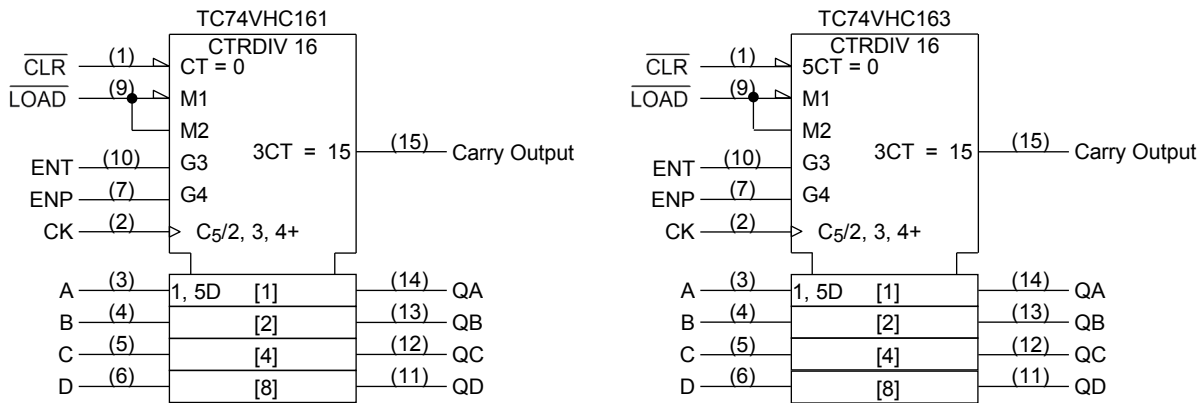 TC74VHC161
CTRDIV 16
CLR (1) CT = 0
LOAD (9) M1
M2
3CT = 15 (15) Carry Output
ENT (10) G3
ENP (7) G4
CK (2) C5/2, 3, 4+
A (3) 1, 5D [1] (14) QA
B (4) [2] (13) QB
C (5) [4] (12) QC
D (6) [8] (11) QD
TC74VHC163
CTRDIV 16
CLR (1) 5CT = 0
LOAD (9) M1
M2
3CT = 15 (15) Carry Output
ENT (10) G3
ENP (7) G4
CK (2) C5/2, 3, 4+
A (3) 1, 5D [1] (14) QA
B (4) [2] (13) QB
C (5) [4] (12) QC
D (6) [8] (11) QD